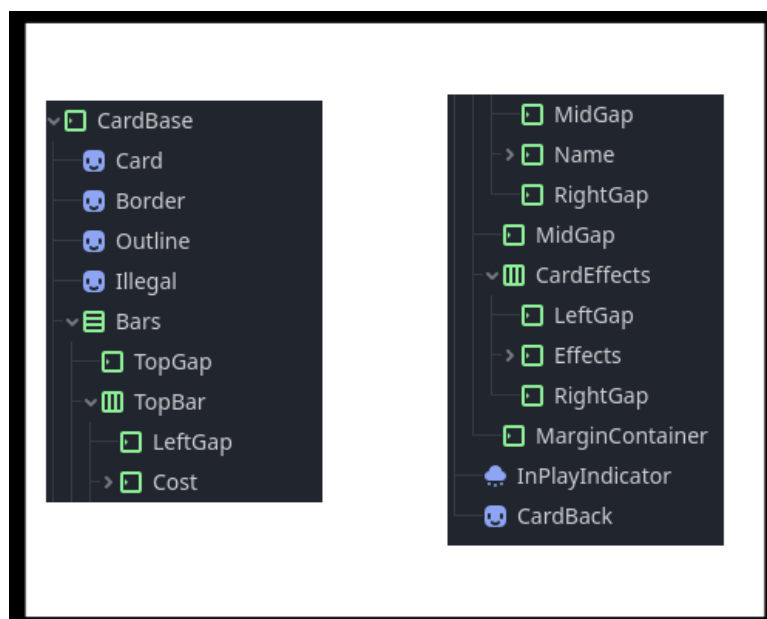 CardBase
Card
Border
Outline
Illegal
Bars
TopGap
TopBar
LeftGap
Cost
MidGap
Name
RightGap
MidGap
CardEffects
LeftGap
Effects
RightGap
MarginContainer
InPlayIndicator
CardBack